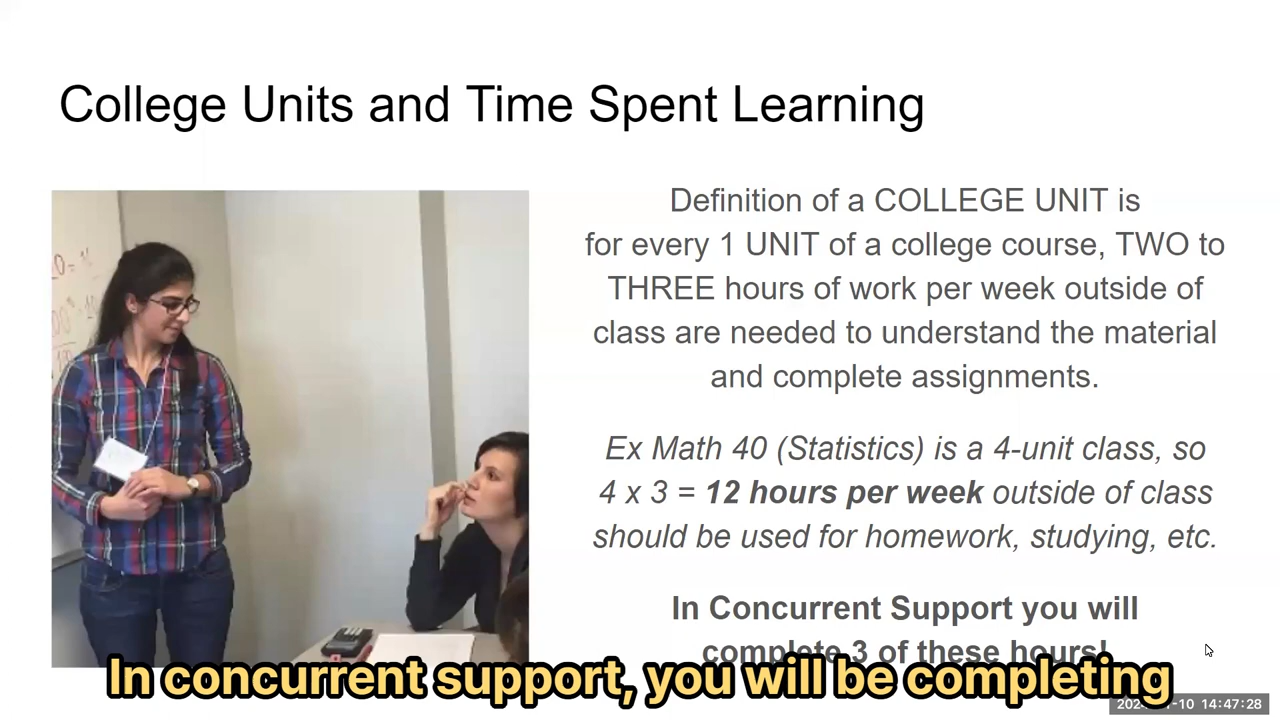 College Units and Time Spent Learning
Definition of a COLLEGE UNIT is
for every 1 UNIT of a college course, TWO to
THREE hours of work per week outside of
class are needed to understand the material
and complete assignments.
Ex Math 40 (Statistics) is a 4-unit class, so
4 x 3 = 12 hours per week outside of class
should be used for homework, studying, etc.
In Concurrent Support you will
complete 3 of these hours!
In concurrent support, you will be completing
14:47:28